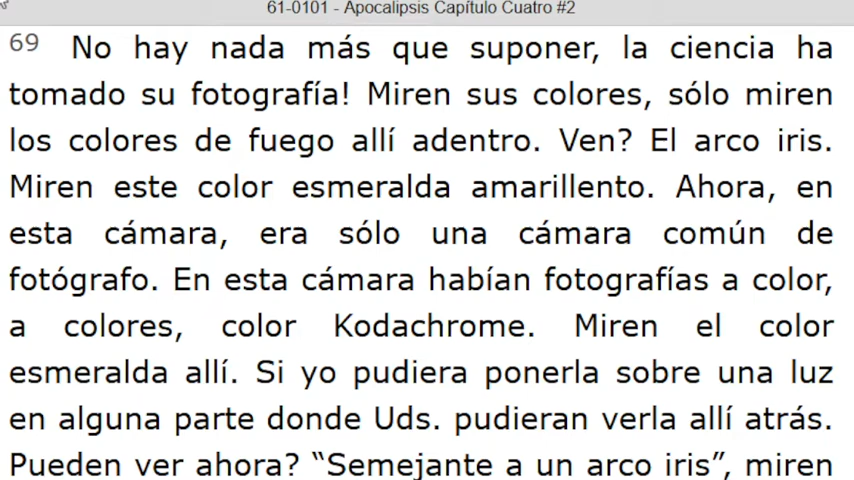 61-0101 - Apocalipsis Capítulo Cuatro #2
69 No hay nada más que suponer, la ciencia ha
tomado su fotografía! Miren sus colores, sólo miren
los colores de fuego allí adentro. Ven? El arco iris.
Miren este color esmeralda amarillento. Ahora, en
esta cámara, era sólo una cámara común de
fotógrafo. En esta cámara habían fotografías a color,
a colores, color Kodachrome. Miren el color
esmeralda allí. Si yo pudiera ponerla sobre una luz
en alguna parte donde Uds. pudieran verla allí atrás.
Pueden ver ahora? “Semejante a un arco iris”, miren